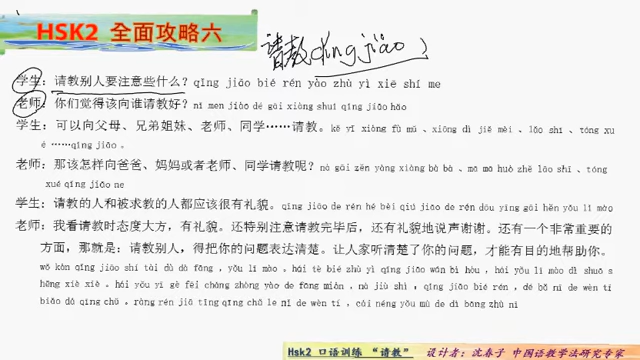 HSK2 全面攻略六
请教(qǐng jiāo)
学生：请教别人要注意些什么？qǐng jiāo bié rén yào zhù yì xiē shí me
老师：你们觉得该向谁请教好？nǐ men jiào dé gāi xiàng shuí qǐng jiāo hǎo
学生：可以向父母、兄弟姐妹、老师、同学……请教。kě yǐ xiàng fù mǔ 、xiōng dì jiě mèi 、lǎo shī 、tóng xu
é ……qǐng jiāo 。
老师：那该怎样向爸爸、妈妈或者老师、同学请教呢？nà gāi zěn yàng xiàng bà bà 、mā mā huò zhě lǎo shī 、tóng
xué qǐng jiāo ne
学生：请教的人和被求教的人都应该很有礼貌。qǐng jiāo de rén hé bèi qiú jiāo de rén dōu yīng gāi hěn yǒu lǐ mào
老师：我看请教时态度大方，有礼貌。还特别注意请教完毕后，还有礼貌地说声谢谢。还有一个非常重要的
方面，那就是：请教别人，得把你的问题表达清楚。让人家听清楚了你的问题，才能有目的地帮助你。
wǒ kàn qǐng jiāo shí tài dù dà fāng ，yǒu lǐ mào 。hái tè bié zhù yì qǐng jiāo wán bì hòu ，hái yǒu lǐ mào dì shuō s
hēng xiè xiè 。hái yǒu yī gè fēi cháng zhòng yào de fāng miàn ，nà jiù shì ：qǐng jiāo bié rén ，dé bǎ nǐ de wèn tí
biǎo dá qīng chǔ 。ràng rén jiā tīng qīng chǔ le nǐ de wèn tí ，cái néng yǒu mù de dì bāng zhù nǐ
Hsk2 口语训练 “请教” 设计者：沈春子 中国语教学法研究专家